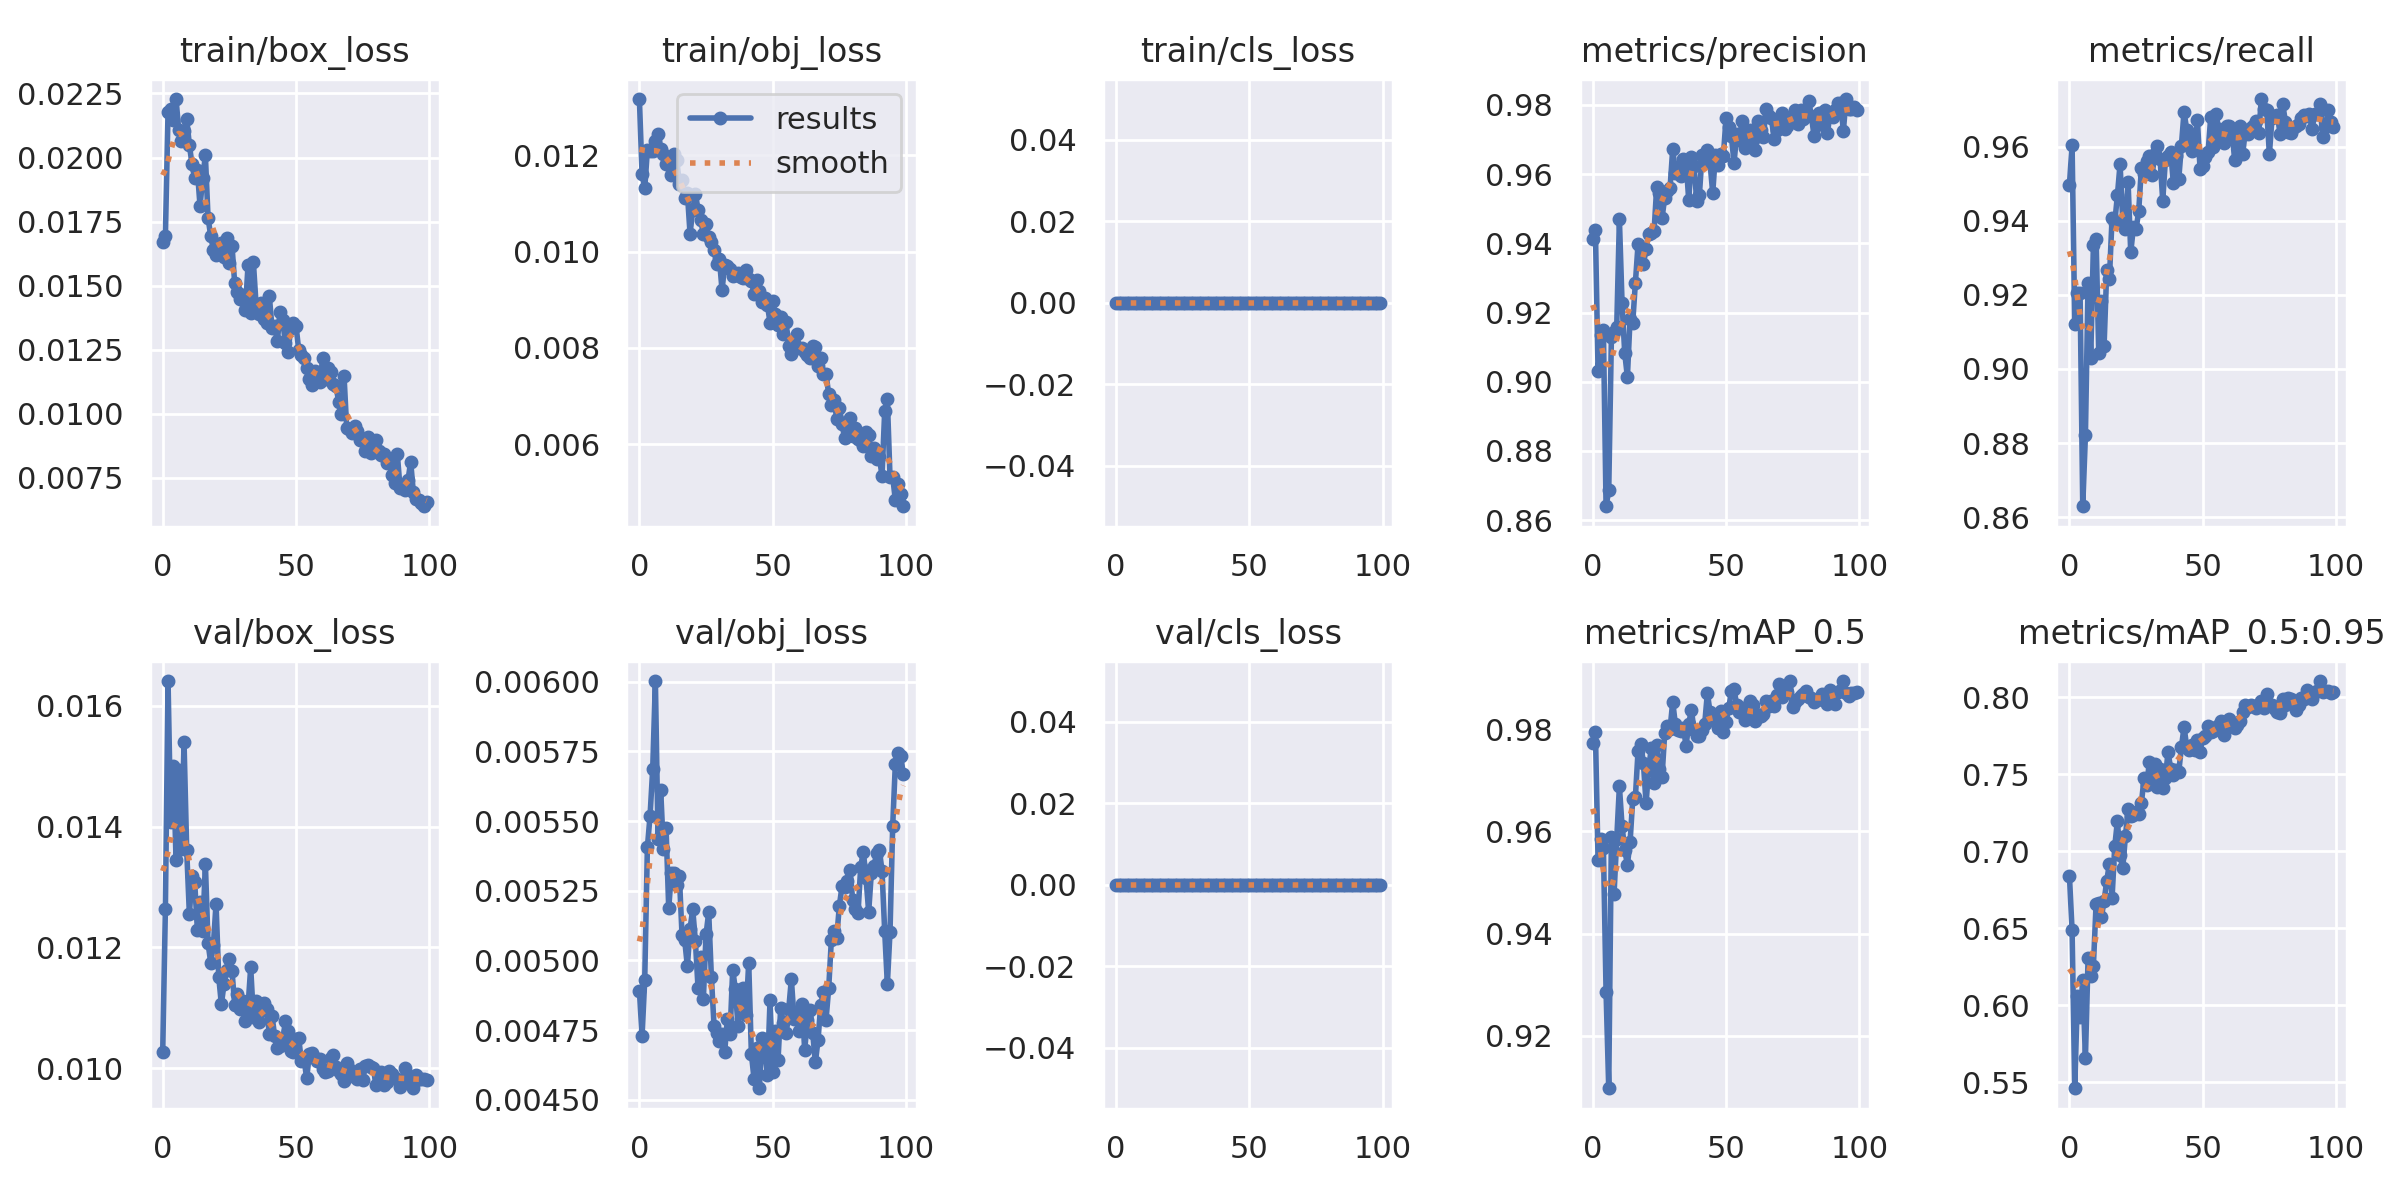 train/box_loss
0.0225
0.0200
0.0175
0.0150
0.0125
0.0100
0.0075
0 50 100
train/obj_loss
results
smooth
0.012
0.010
0.008
0.006
0 50 100
train/cls_loss
0.04
0.02
0.00
−0.02
−0.04
0 50 100
metrics/precision
0.98
0.96
0.94
0.92
0.90
0.88
0.86
0 50 100
metrics/recall
0.96
0.94
0.92
0.90
0.88
0.86
0 50 100
val/box_loss
0.016
0.014
0.012
0.010
0 50 100
val/obj_loss
0.00600
0.00575
0.00550
0.00525
0.00500
0.00475
0.00450
0 50 100
val/cls_loss
0.04
0.02
0.00
−0.02
−0.04
0 50 100
metrics/mAP_0.5
0.98
0.96
0.94
0.92
0 50 100
metrics/mAP_0.5:0.95
0.80
0.75
0.70
0.65
0.60
0.55
0 50 100